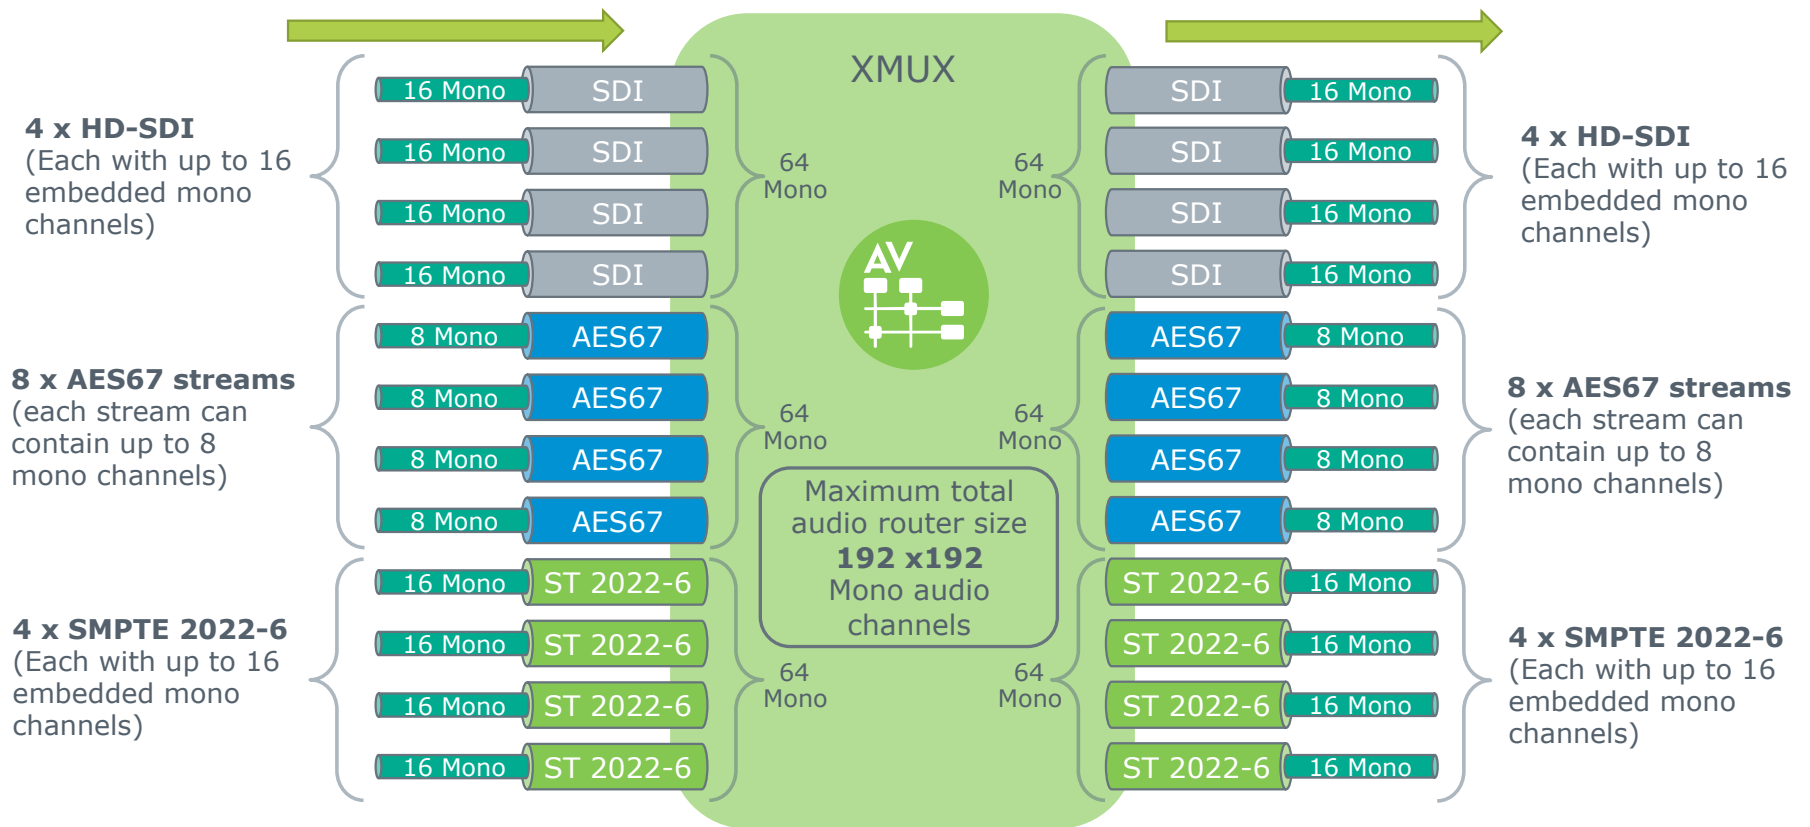 XMUX
4 x HD-SDI
(Each with up to 16
embedded mono
channels)
16 Mono
SDI
16 Mono
SDI
16 Mono
SDI
16 Mono
SDI
64
Mono
8 x AES67 streams
(each stream can
contain up to 8
mono channels)
8 Mono
AES67
8 Mono
AES67
8 Mono
AES67
8 Mono
AES67
64
Mono
4 x SMPTE 2022-6
(Each with up to 16
embedded mono
channels)
16 Mono
ST 2022-6
16 Mono
ST 2022-6
16 Mono
ST 2022-6
16 Mono
ST 2022-6
64
Mono
AV
Maximum total
audio router size
192 x192
Mono audio
channels
64
Mono
SDI
16 Mono
SDI
16 Mono
SDI
16 Mono
SDI
16 Mono
4 x HD-SDI
(Each with up to 16
embedded mono
channels)
64
Mono
AES67
8 Mono
AES67
8 Mono
AES67
8 Mono
AES67
8 Mono
8 x AES67 streams
(each stream can
contain up to 8
mono channels)
64
Mono
ST 2022-6
16 Mono
ST 2022-6
16 Mono
ST 2022-6
16 Mono
ST 2022-6
16 Mono
4 x SMPTE 2022-6
(Each with up to 16
embedded mono
channels)